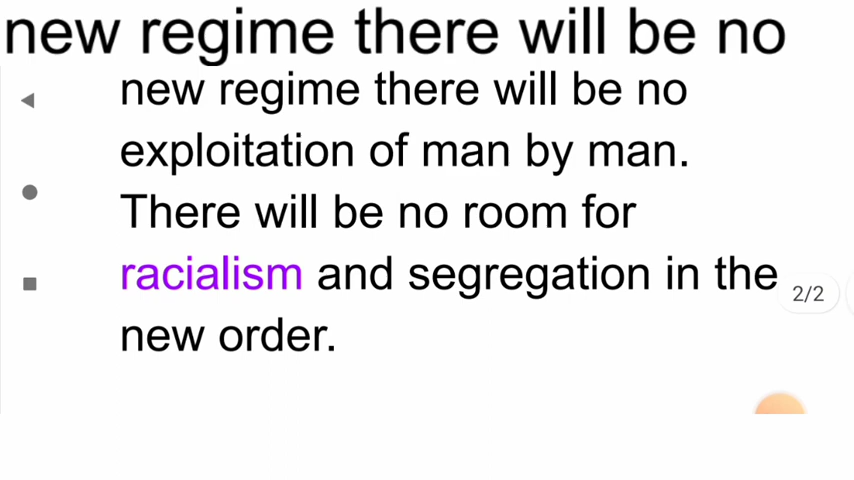 new regime there will be no
new regime there will be no
exploitation of man by man.
There will be no room for
racialism and segregation in the
2/2
new order.